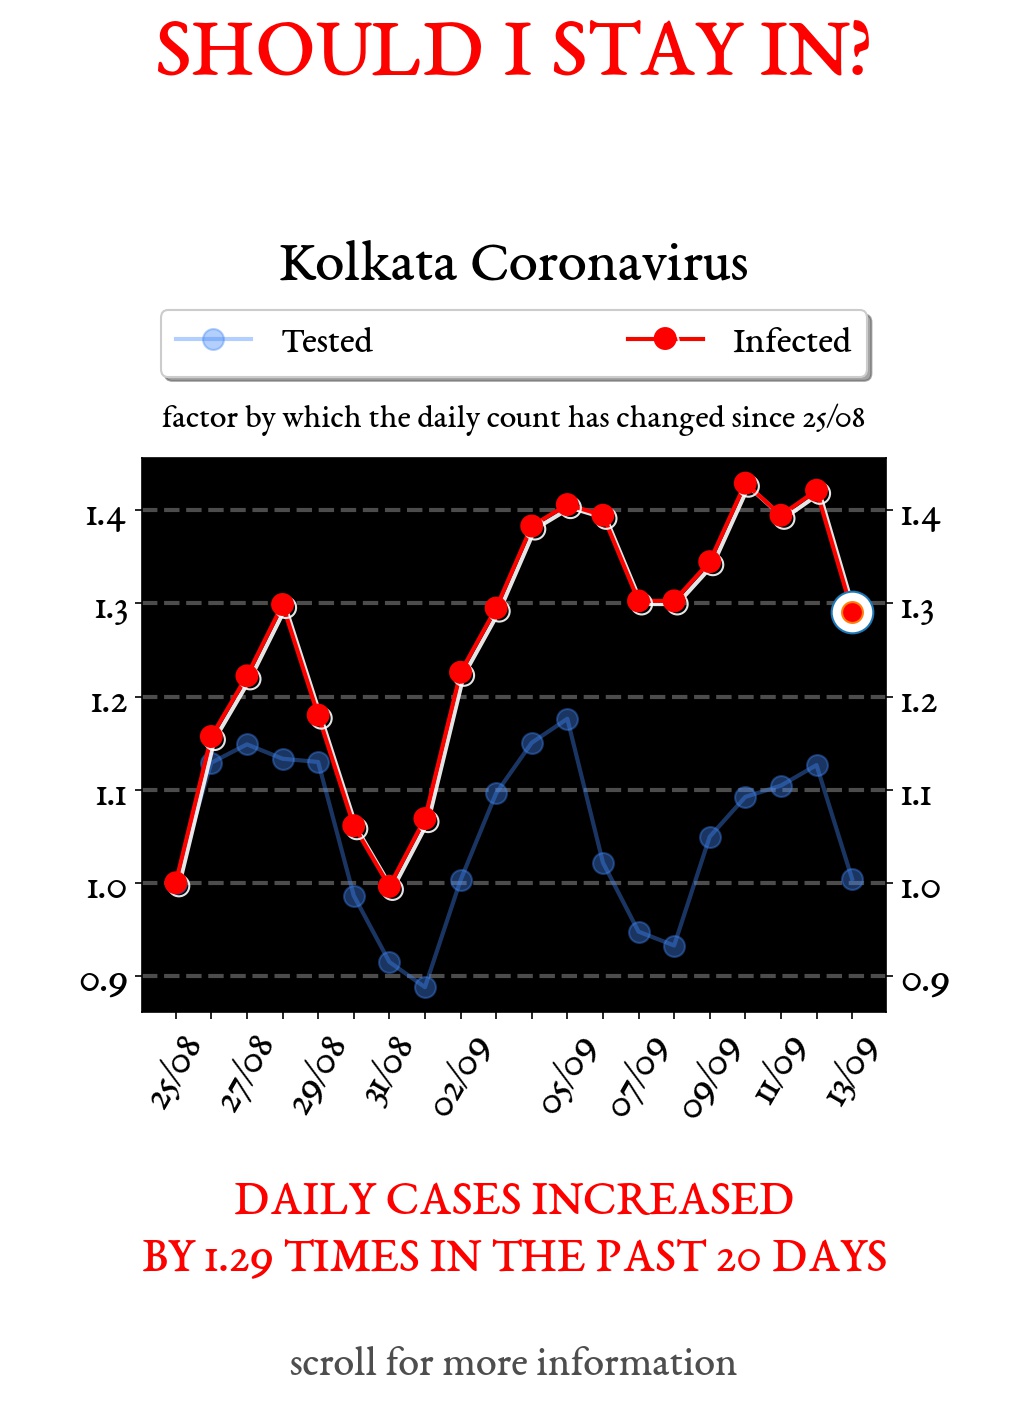 SHOULD I STAY IN?
Kolkata Coronavirus
Tested Infected
factor by which the daily count has changed since 25/08
1.4 1.4
1.3 1.3
1.2 1.2
1.1 1.1
1.0 1.0
0.9 0.9
25/08 27/08 29/08 31/08 02/09 05/09 07/09 09/09 11/09 13/09
DAILY CASES INCREASED
BY 1.29 TIMES IN THE PAST 20 DAYS
scroll for more information